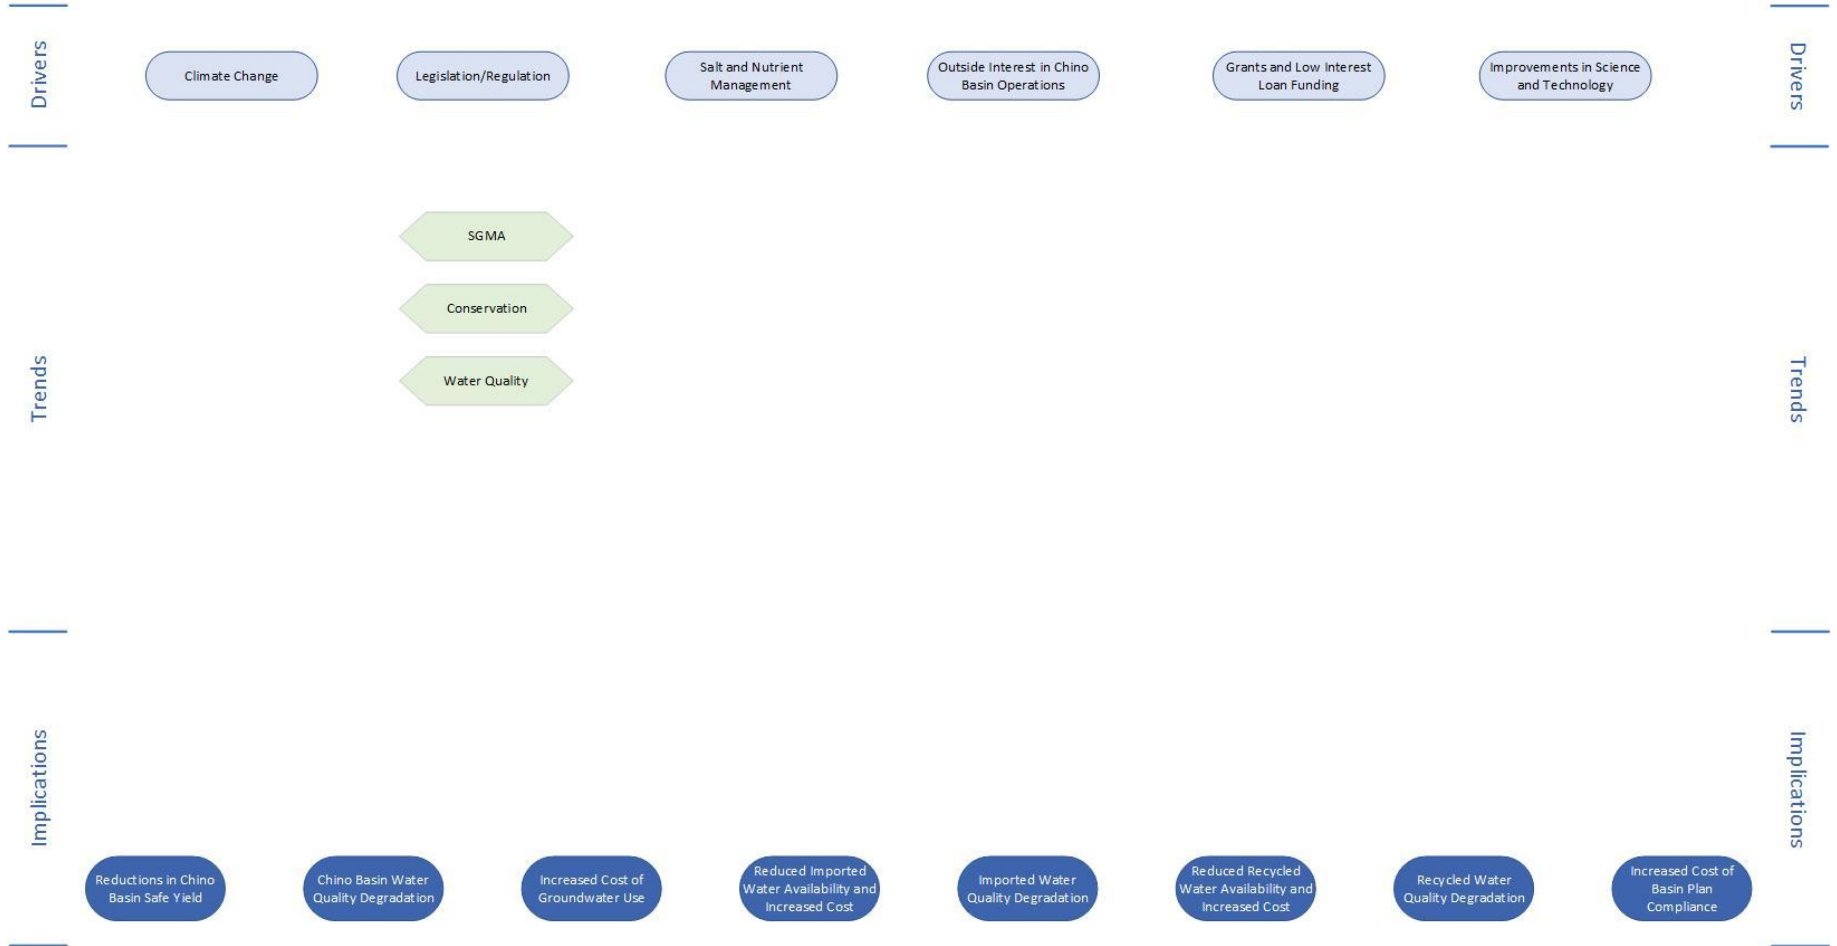 Drivers
Climate Change
Legislation/Regulation
Salt and Nutrient
Management
Outside Interest in Chino
Basin Operations
Grants and Low Interest
Loan Funding
Improvements in Science
and Technology
Drivers
Trends
SGMA
Conservation
Water Quality
Trends
Implications
Reductions in Chino
Basin Safe Yield
Chino Basin Water
Quality Degradation
Increased Cost of
Groundwater Use
Reduced Imported
Water Availability and
Increased Cost
Imported Water
Quality Degradation
Reduced Recycled
Water Availability and
Increased Cost
Recycled Water
Quality Degradation
Increased Cost of
Basin Plan
Compliance
Implications